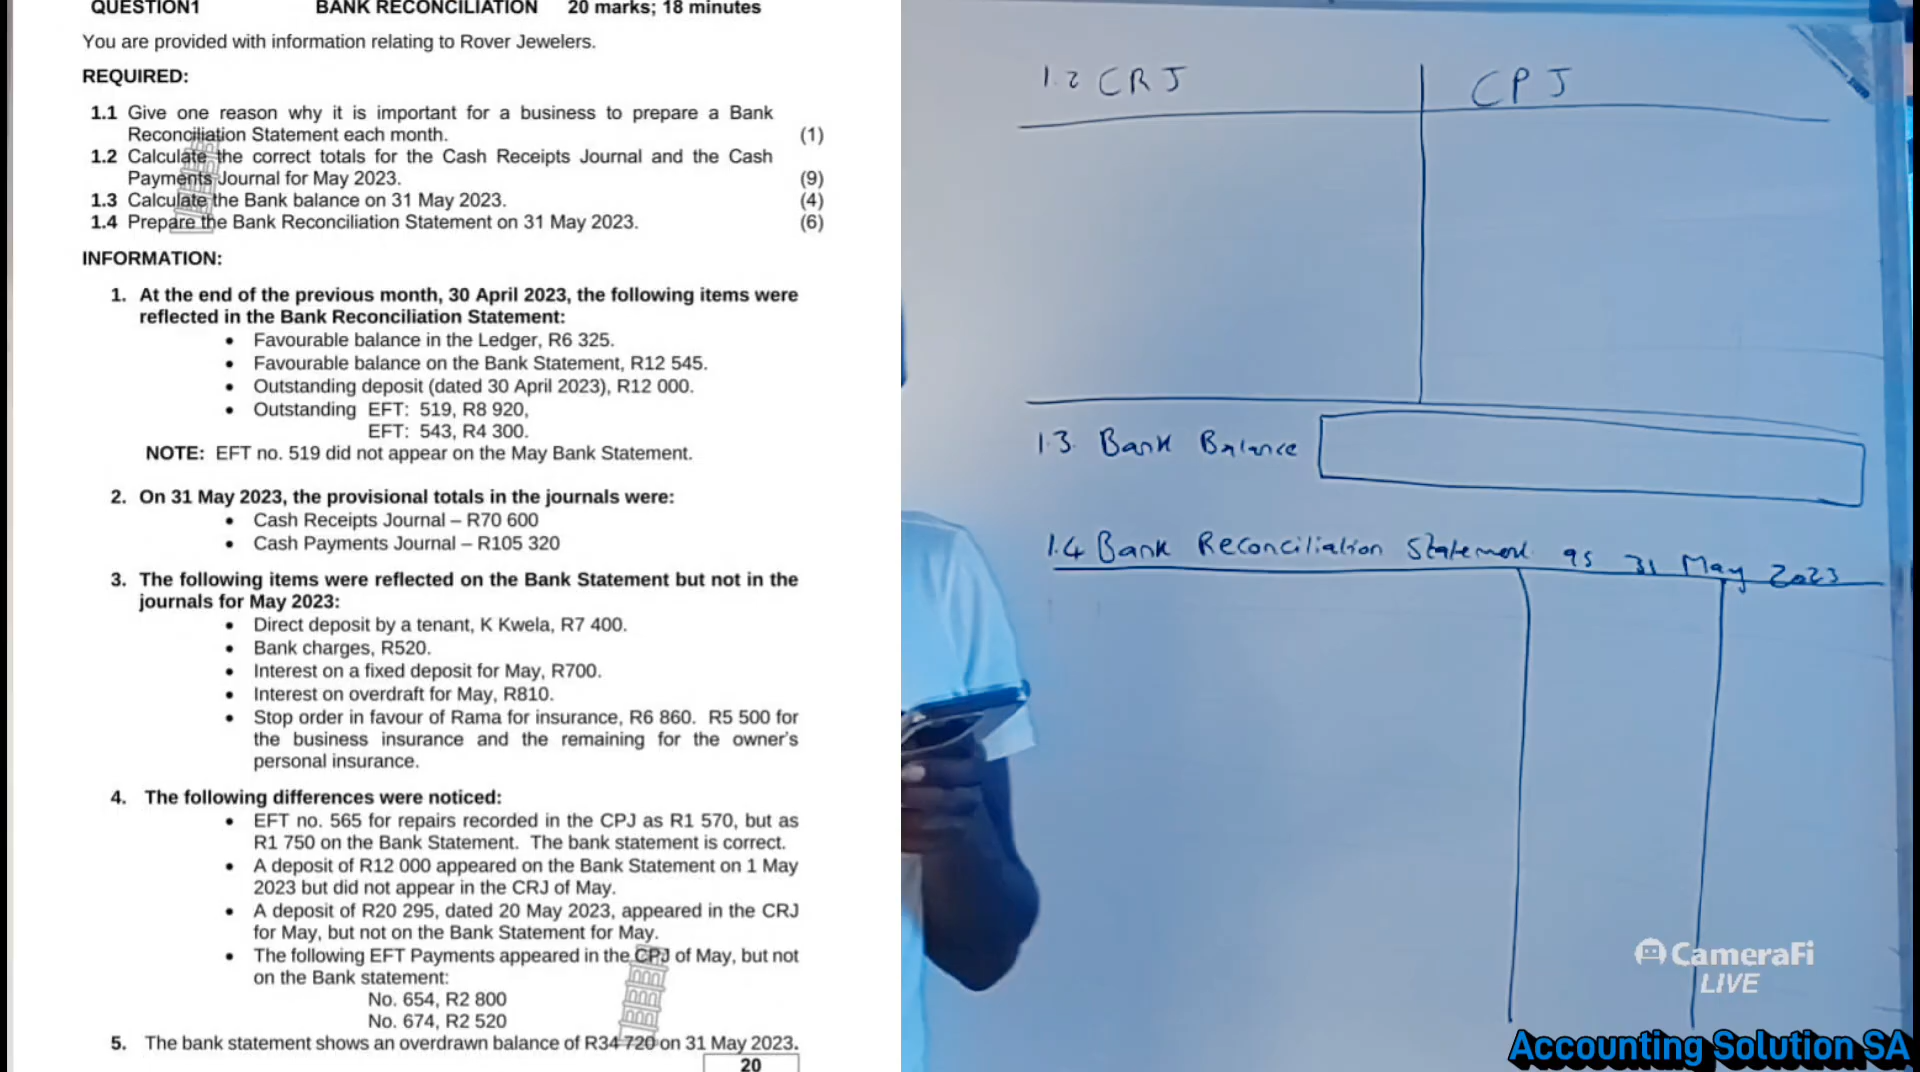 QUESTION1 BANK RECONCILIATION 20 marks; 18 minutes
You are provided with information relating to Rover Jewelers.
REQUIRED:
1.1 Give one reason why it is important for a business to prepare a Bank
Reconciliation Statement each month. (1)
1.2 Calculate the correct totals for the Cash Receipts Journal and the Cash
Payments Journal for May 2023. (9)
1.3 Calculate the Bank balance on 31 May 2023. (4)
1.4 Prepare the Bank Reconciliation Statement on 31 May 2023. (6)
INFORMATION:
1. At the end of the previous month, 30 April 2023, the following items were
reflected in the Bank Reconciliation Statement:
• Favourable balance in the Ledger, R6 325.
• Favourable balance on the Bank Statement, R12 545.
• Outstanding deposit (dated 30 April 2023), R12 000.
• Outstanding EFT: 519, R8 920,
EFT: 543, R4 300.
NOTE: EFT no. 519 did not appear on the May Bank Statement.
2. On 31 May 2023, the provisional totals in the journals were:
• Cash Receipts Journal – R70 600
• Cash Payments Journal – R105 320
3. The following items were reflected on the Bank Statement but not in the
journals for May 2023:
• Direct deposit by a tenant, K Kwela, R7 400.
• Bank charges, R520.
• Interest on a fixed deposit for May, R700.
• Interest on overdraft for May, R810.
• Stop order in favour of Rama for insurance, R6 860. R5 500 for
the business insurance and the remaining for the owner's
personal insurance.
4. The following differences were noticed:
• EFT no. 565 for repairs recorded in the CPJ as R1 570, but as
R1 750 on the Bank Statement. The bank statement is correct.
• A deposit of R12 000 appeared on the Bank Statement on 1 May
2023 but did not appear in the CRJ of May.
• A deposit of R20 295, dated 20 May 2023, appeared in the CRJ
for May, but not on the Bank Statement for May.
• The following EFT Payments appeared in the CPJ of May, but not
on the Bank statement:
No. 654, R2 800
No. 674, R2 520
5. The bank statement shows an overdrawn balance of R34 720 on 31 May 2023.
20
1.2 CRJ CPJ
1.3. Bank Balance
1.4 Bank Reconciliation Statement as 31 May 2023
CameraFi
LIVE
Accounting Solution SA